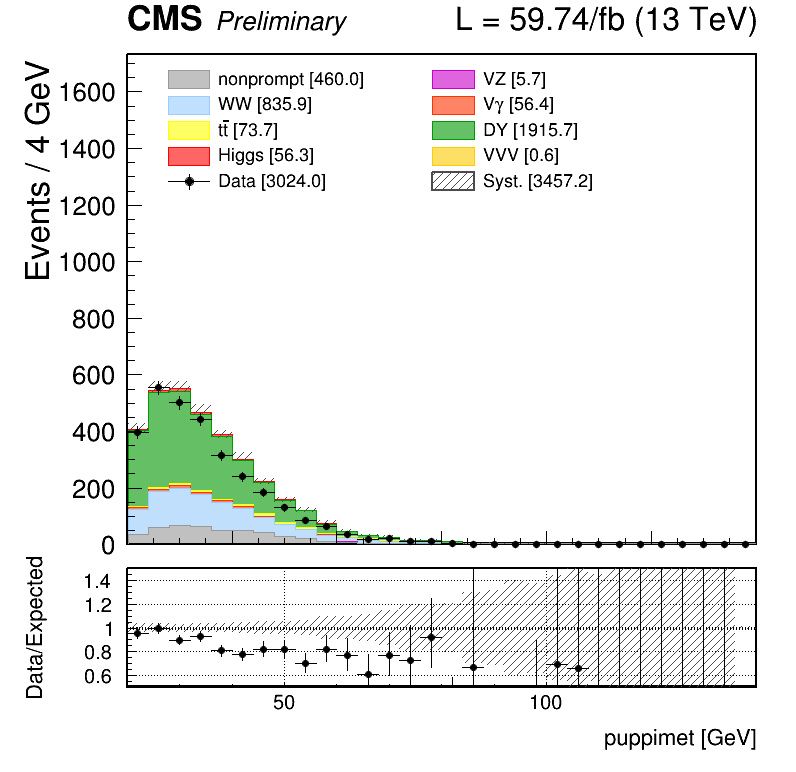 CMS Preliminary L = 59.74/fb (13 TeV)
Events / 4 GeV
1600
1400
1200
1000
800
600
400
200
0
nonprompt [460.0]
WW [835.9]
tt̅ [73.7]
Higgs [56.3]
Data [3024.0]
VZ [5.7]
Vγ [56.4]
DY [1915.7]
VVV [0.6]
Syst. [3457.2]
Data/Expected
1.4
1.2
1
0.8
0.6
50 100
puppimet [GeV]